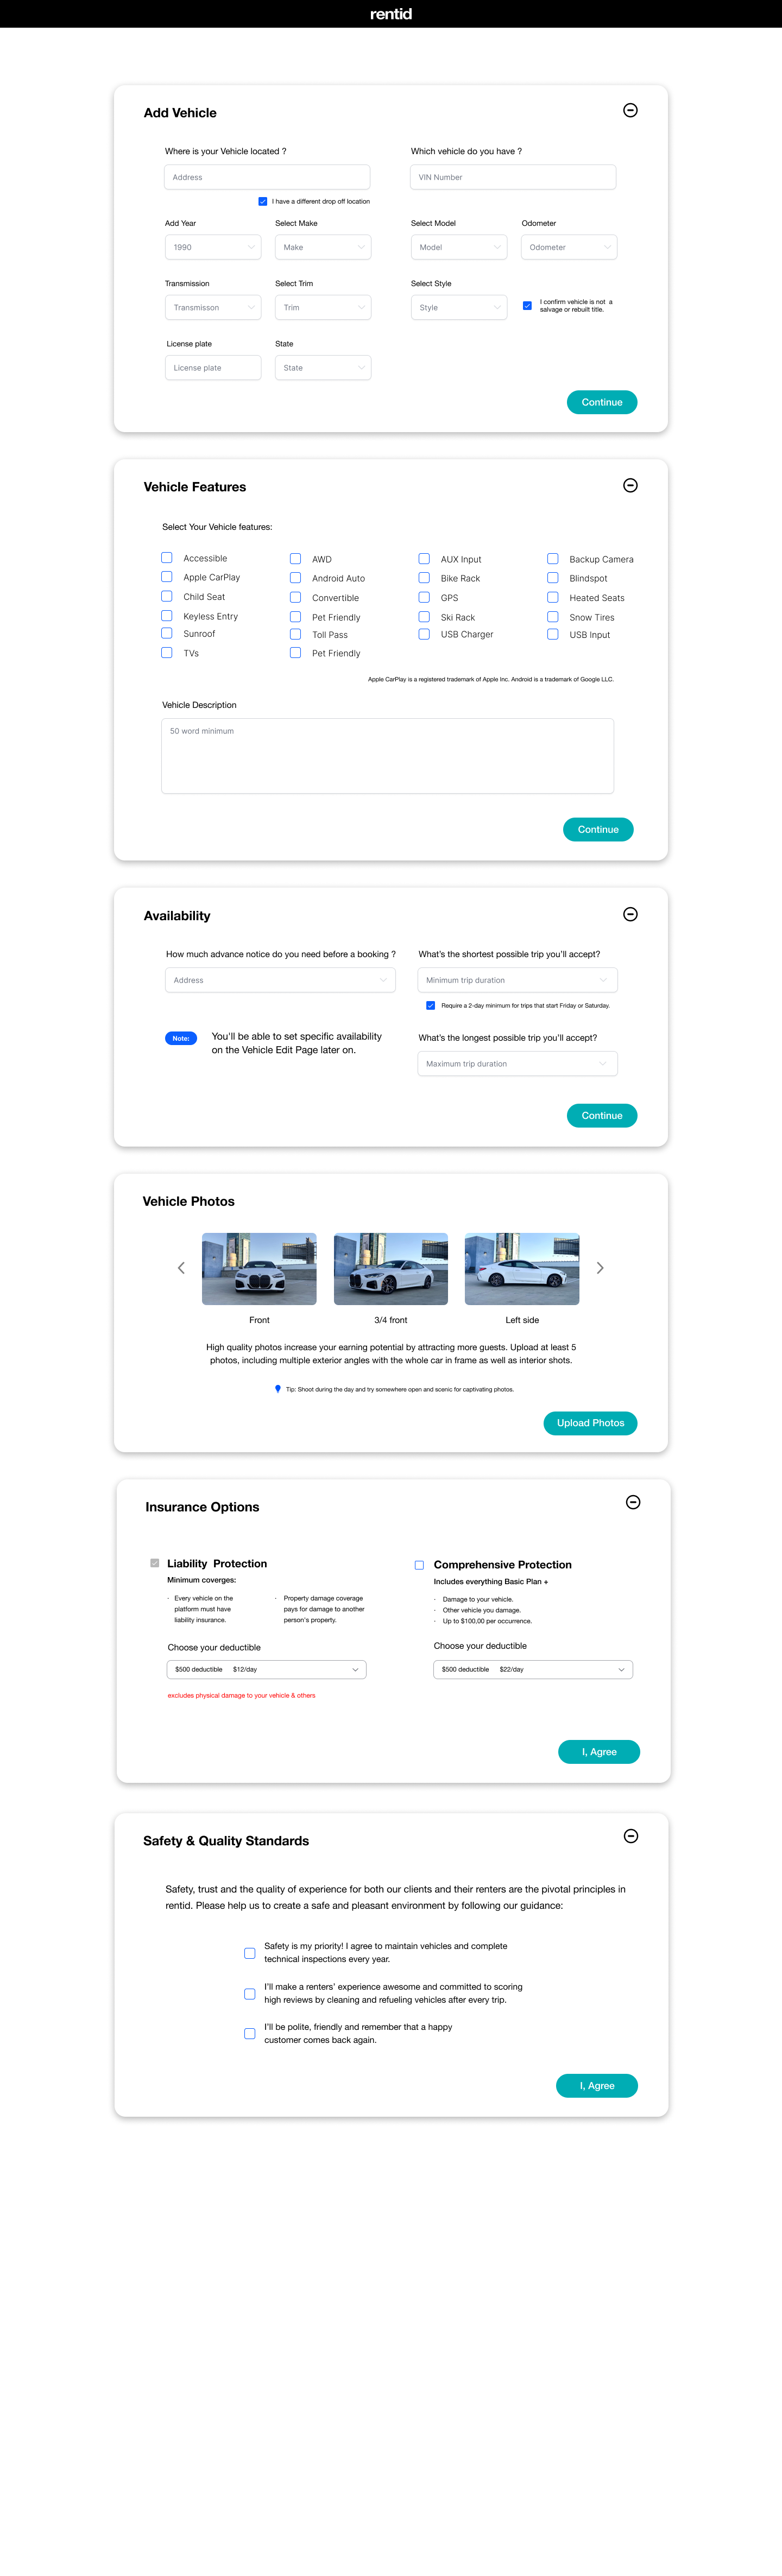 rentid
Add Vehicle
Where is your Vehicle located ?
Which vehicle do you have ?
Address
VIN Number
I have a different drop off location
Add Year
Select Make
Select Model
Odometer
1990
Make
Model
Odometer
Transmission
Select Trim
Select Style
Transmisson
Trim
Style
I confirm vehicle is not a
salvage or rebuilt title.
License plate
State
License plate
State
Continue
Vehicle Features
Select Your Vehicle features:
Accessible
AWD
AUX Input
Backup Camera
Apple CarPlay
Android Auto
Bike Rack
Blindspot
Child Seat
Convertible
GPS
Heated Seats
Keyless Entry
Pet Friendly
Ski Rack
Snow Tires
Sunroof
Toll Pass
USB Charger
USB Input
TVs
Pet Friendly
Apple CarPlay is a registered trademark of Apple Inc. Android is a trademark of Google LLC.
Vehicle Description
50 word minimum
Continue
Availability
How much advance notice do you need before a booking ?
What's the shortest possible trip you'll accept?
Address
Minimum trip duration
Require a 2-day minimum for trips that start Friday or Saturday.
Note:
You'll be able to set specific availability
on the Vehicle Edit Page later on.
What's the longest possible trip you'll accept?
Maximum trip duration
Continue
Vehicle Photos
Front
3/4 front
Left side
High quality photos increase your earning potential by attracting more guests. Upload at least 5
photos, including multiple exterior angles with the whole car in frame as well as interior shots.
Tip: Shoot during the day and try somewhere open and scenic for captivating photos.
Upload Photos
Insurance Options
Liability Protection
Minimum coverges:
· Every vehicle on the
platform must have
liability insurance.
· Property damage coverage
pays for damage to another
person's property.
Choose your deductible
$500 deductible $12/day
excludes physical damage to your vehicle & others
Comprehensive Protection
Includes everything Basic Plan +
· Damage to your vehicle.
· Other vehicle you damage.
· Up to $100,00 per occurrence.
Choose your deductible
$500 deductible $22/day
I, Agree
Safety & Quality Standards
Safety, trust and the quality of experience for both our clients and their renters are the pivotal principles in
rentid. Please help us to create a safe and pleasant environment by following our guidance:
Safety is my priority! I agree to maintain vehicles and complete
technical inspections every year.
I'll make a renters' experience awesome and committed to scoring
high reviews by cleaning and refueling vehicles after every trip.
I'll be polite, friendly and remember that a happy
customer comes back again.
I, Agree